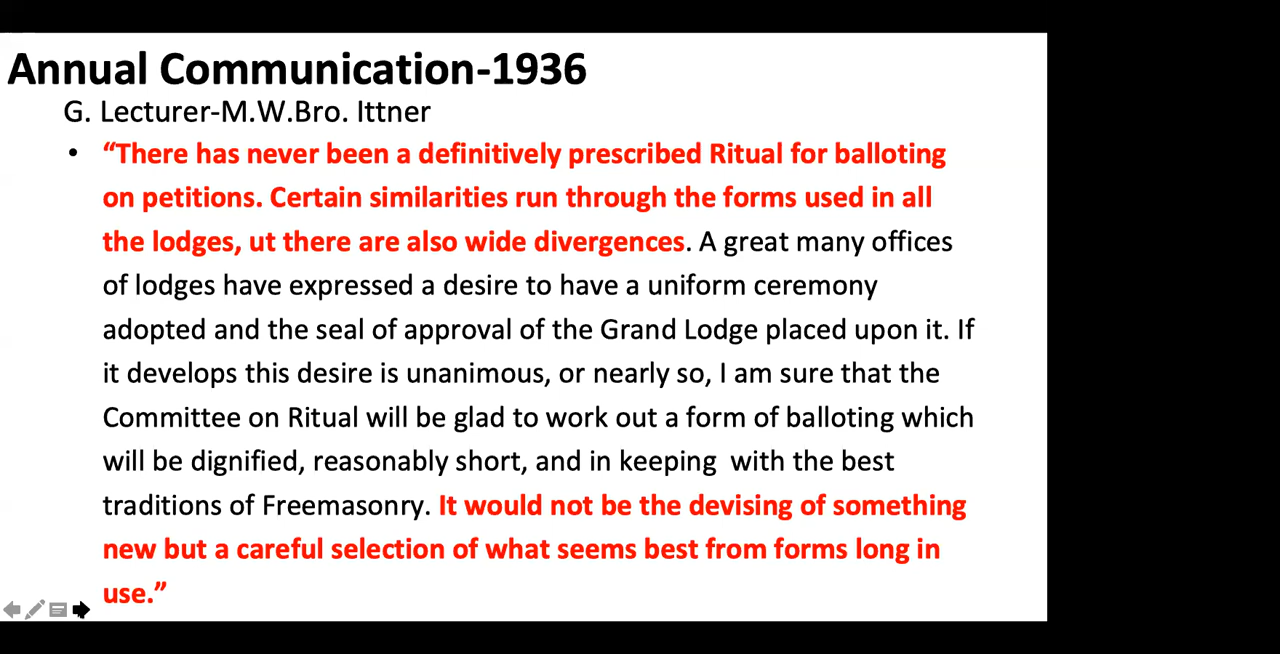 Annual Communication-1936
G. Lecturer-M.W.Bro. Ittner
• “There has never been a definitively prescribed Ritual for balloting
on petitions. Certain similarities run through the forms used in all
the lodges, ut there are also wide divergences. A great many offices
of lodges have expressed a desire to have a uniform ceremony
adopted and the seal of approval of the Grand Lodge placed upon it. If
it develops this desire is unanimous, or nearly so, I am sure that the
Committee on Ritual will be glad to work out a form of balloting which
will be dignified, reasonably short, and in keeping  with the best
traditions of Freemasonry. It would not be the devising of something
new but a careful selection of what seems best from forms long in
use.”